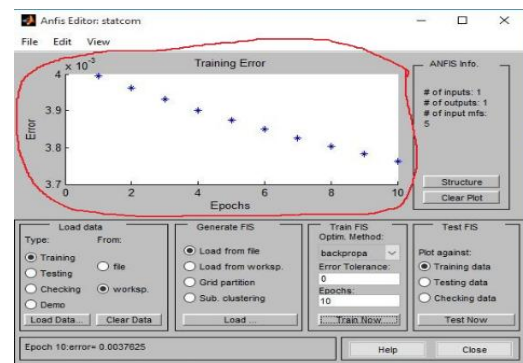 Anfis Editor: statcom
File Edit View
Training Error
× 10⁻³
4
3.9
3.8
3.7
Error
0 2 4 6 8 10
Epochs
ANFIS Info.
# of inputs: 1
# of outputs: 1
# of input mfs:
5
Structure
Clear Plot
Load data
Type: From:
Training
Testing
Checking
Demo
file
worksp.
Load Data... Clear Data
Generate FIS
Load from file
Load from worksp.
Grid partition
Sub. clustering
Load ...
Train FIS
Optim. Method:
backpropa
Error Tolerance:
0
Epochs:
10
Train Now
Test FIS
Plot against:
Training data
Testing data
Checking data
Test Now
Epoch 10:error= 0.0037625
Help Close